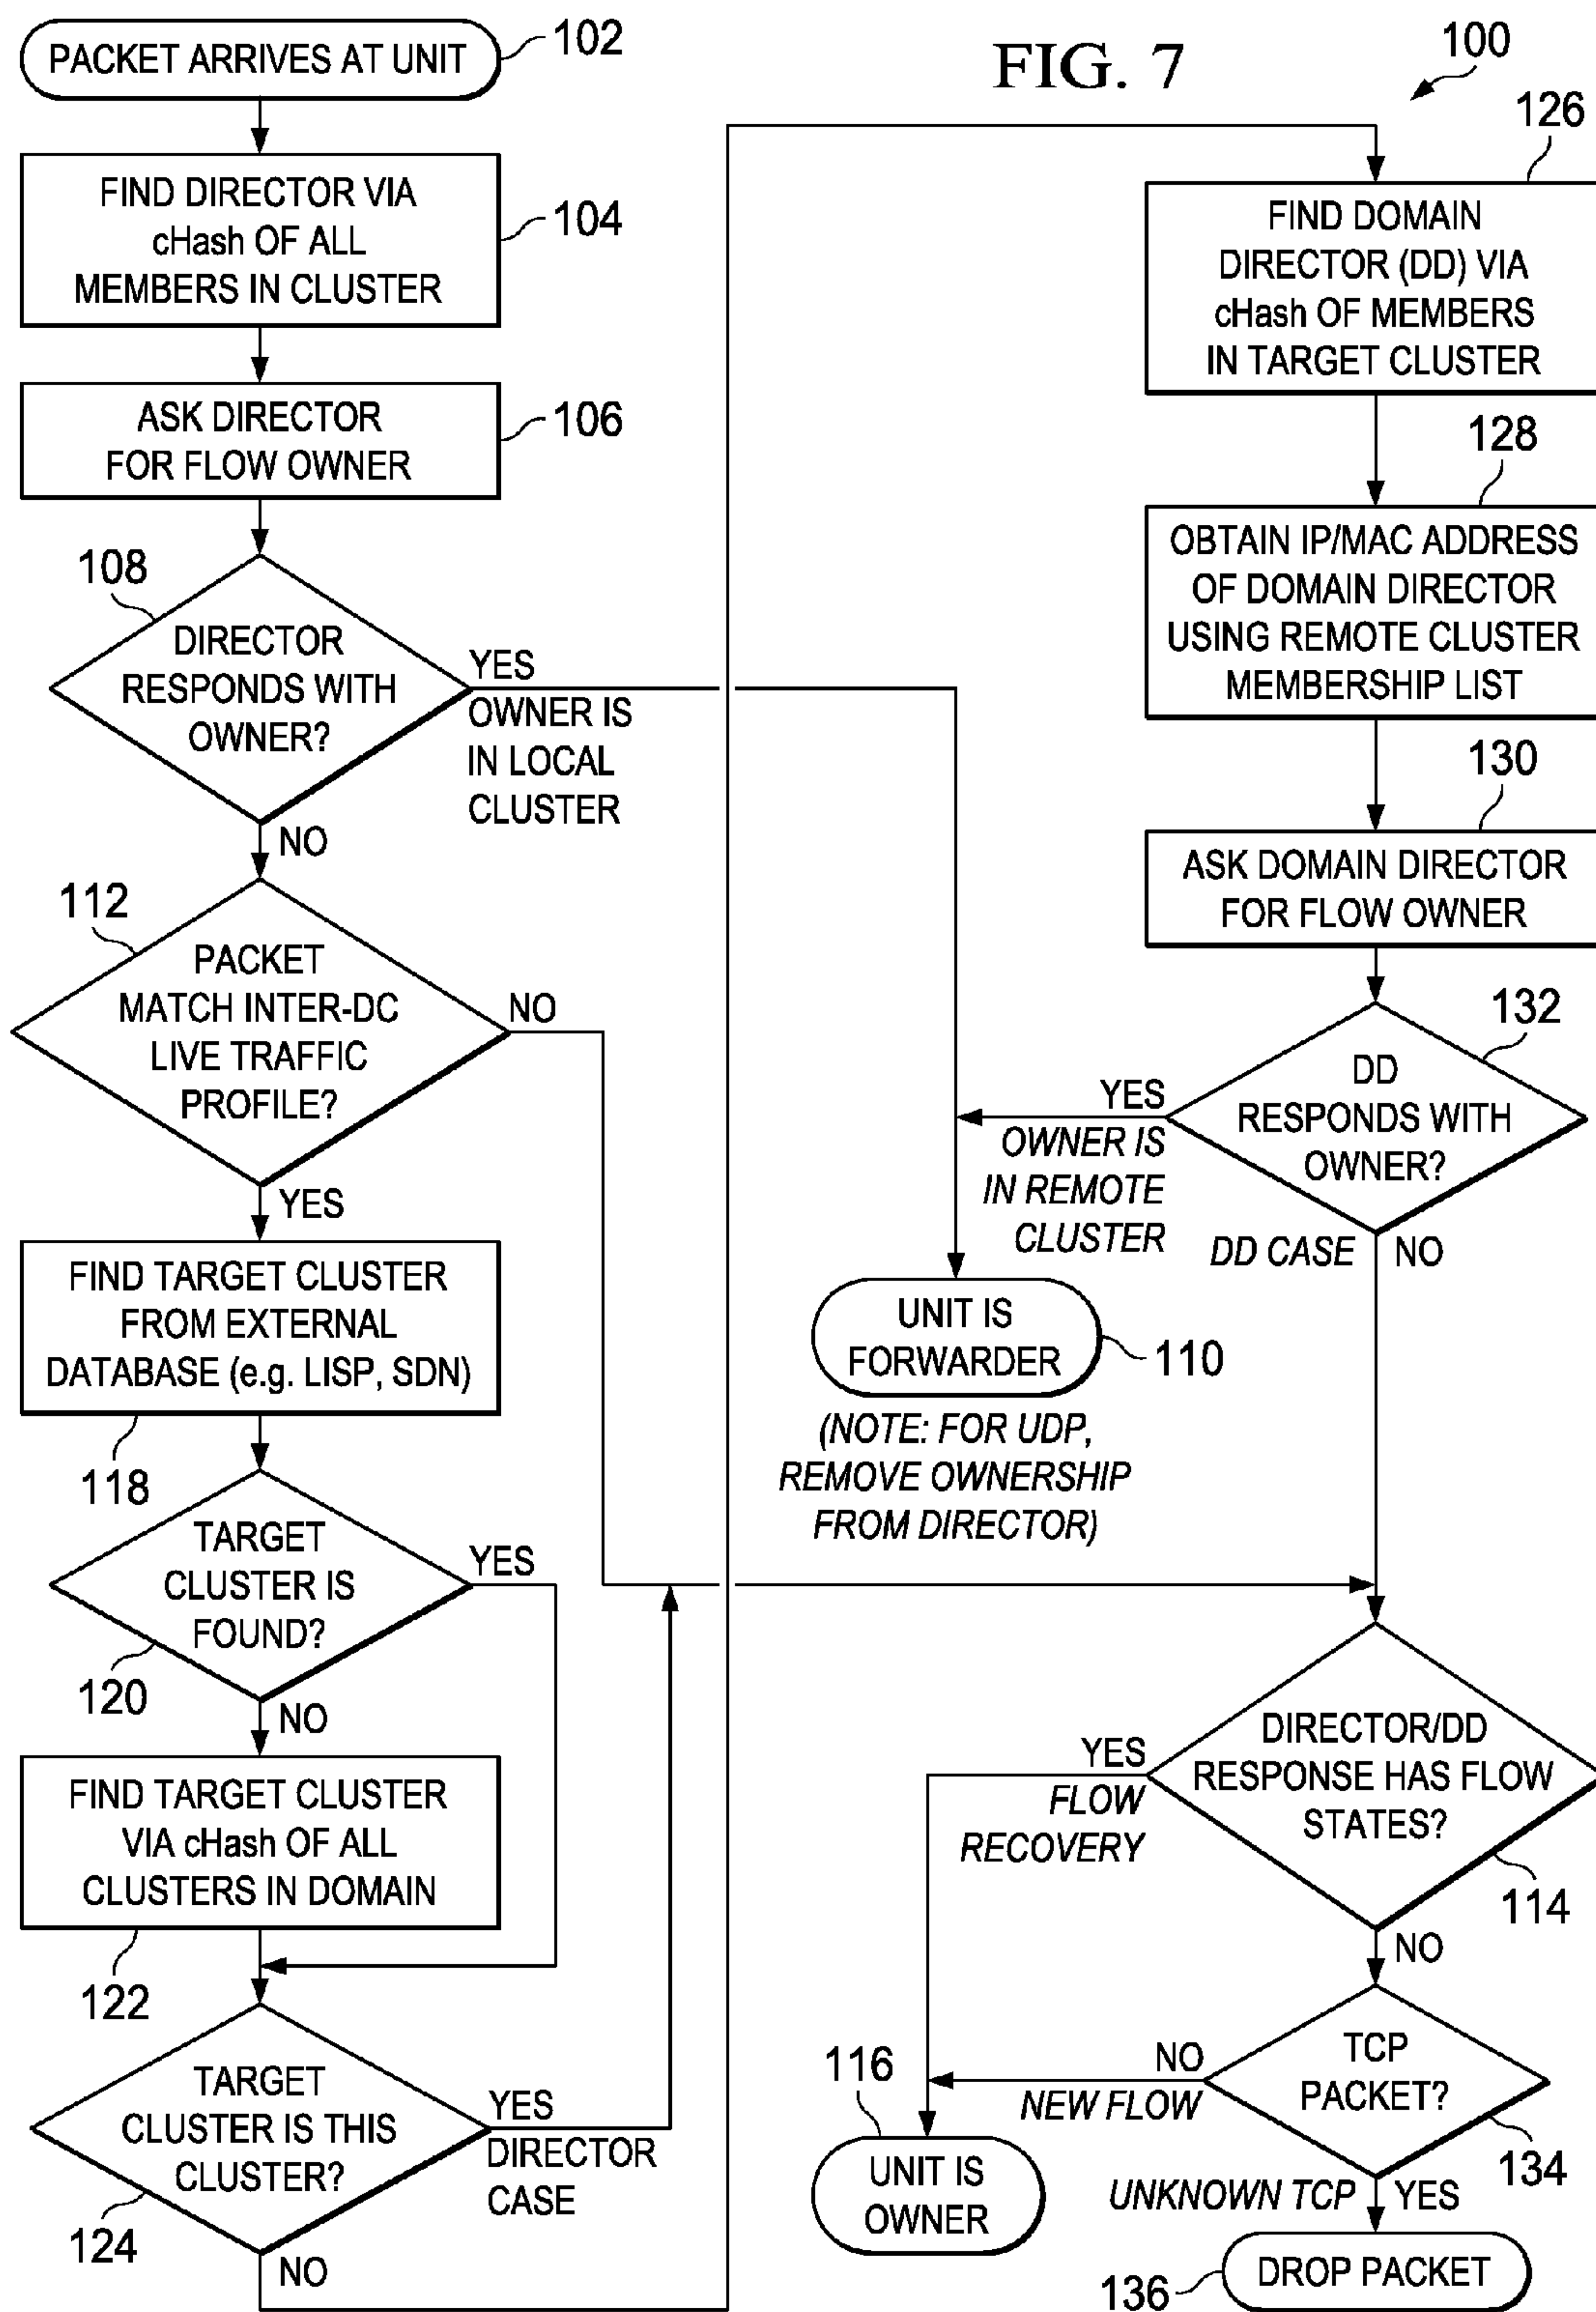 FIG. 7
100
PACKET ARRIVES AT UNIT
102
FIND DIRECTOR VIA
cHash OF ALL
MEMBERS IN CLUSTER
104
ASK DIRECTOR
FOR FLOW OWNER
106
108
DIRECTOR
RESPONDS WITH
OWNER?
YES
OWNER IS
IN LOCAL
CLUSTER
NO
112
PACKET
MATCH INTER-DC
LIVE TRAFFIC
PROFILE?
NO
YES
FIND TARGET CLUSTER
FROM EXTERNAL
DATABASE (e.g. LISP, SDN)
118
TARGET
CLUSTER IS
FOUND?
YES
120
NO
FIND TARGET CLUSTER
VIA cHash OF ALL
CLUSTERS IN DOMAIN
122
TARGET
CLUSTER IS THIS
CLUSTER?
YES
DIRECTOR
CASE
124
NO
126
FIND DOMAIN
DIRECTOR (DD) VIA
cHash OF MEMBERS
IN TARGET CLUSTER
128
OBTAIN IP/MAC ADDRESS
OF DOMAIN DIRECTOR
USING REMOTE CLUSTER
MEMBERSHIP LIST
130
ASK DOMAIN DIRECTOR
FOR FLOW OWNER
132
DD
RESPONDS WITH
OWNER?
YES
OWNER IS
IN REMOTE
CLUSTER
DD CASE
NO
UNIT IS
FORWARDER
110
(NOTE: FOR UDP,
REMOVE OWNERSHIP
FROM DIRECTOR)
DIRECTOR/DD
RESPONSE HAS FLOW
STATES?
YES
FLOW
RECOVERY
114
NO
TCP
PACKET?
NO
NEW FLOW
134
116
UNIT IS
OWNER
UNKNOWN TCP
YES
DROP PACKET
136